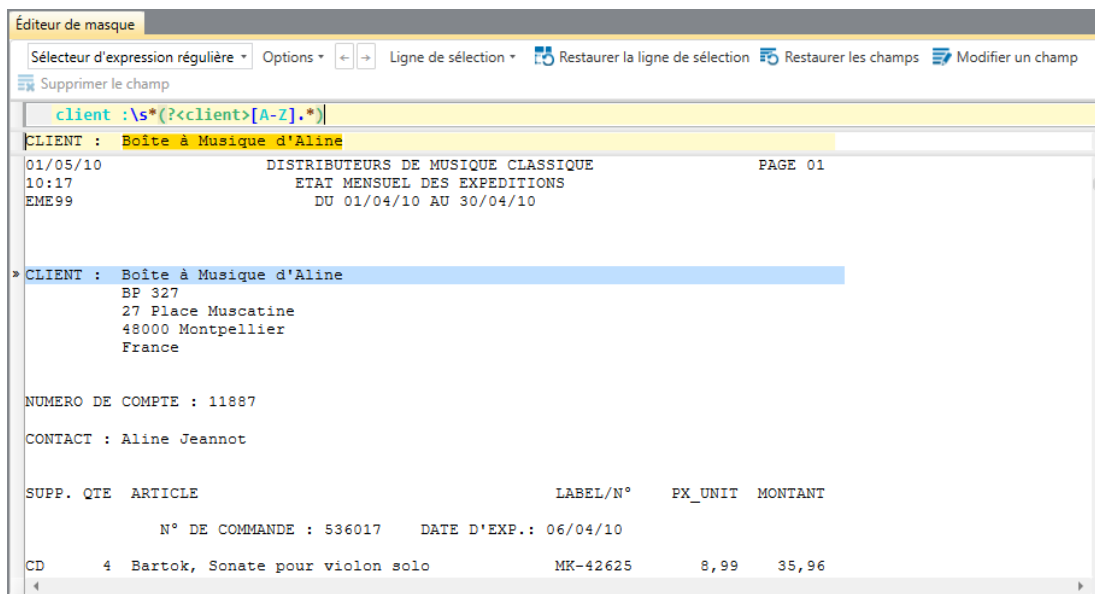 Éditeur de masque
Sélecteur d'expression régulière Options Ligne de sélection Restaurer la ligne de sélection Restaurer les champs Modifier un champ
Supprimer le champ
client :\s*(?<client>[A-Z].*)
CLIENT : Boîte à Musique d'Aline
01/05/10 DISTRIBUTEURS DE MUSIQUE CLASSIQUE PAGE 01
10:17 ETAT MENSUEL DES EXPEDITIONS
EME99 DU 01/04/10 AU 30/04/10
» CLIENT : Boîte à Musique d'Aline
BP 327
27 Place Muscatine
48000 Montpellier
France
NUMERO DE COMPTE : 11887
CONTACT : Aline Jeannot
SUPP. QTE ARTICLE LABEL/N° PX_UNIT MONTANT
N° DE COMMANDE : 536017 DATE D'EXP.: 06/04/10
CD 4 Bartok, Sonate pour violon solo MK-42625 8,99 35,96